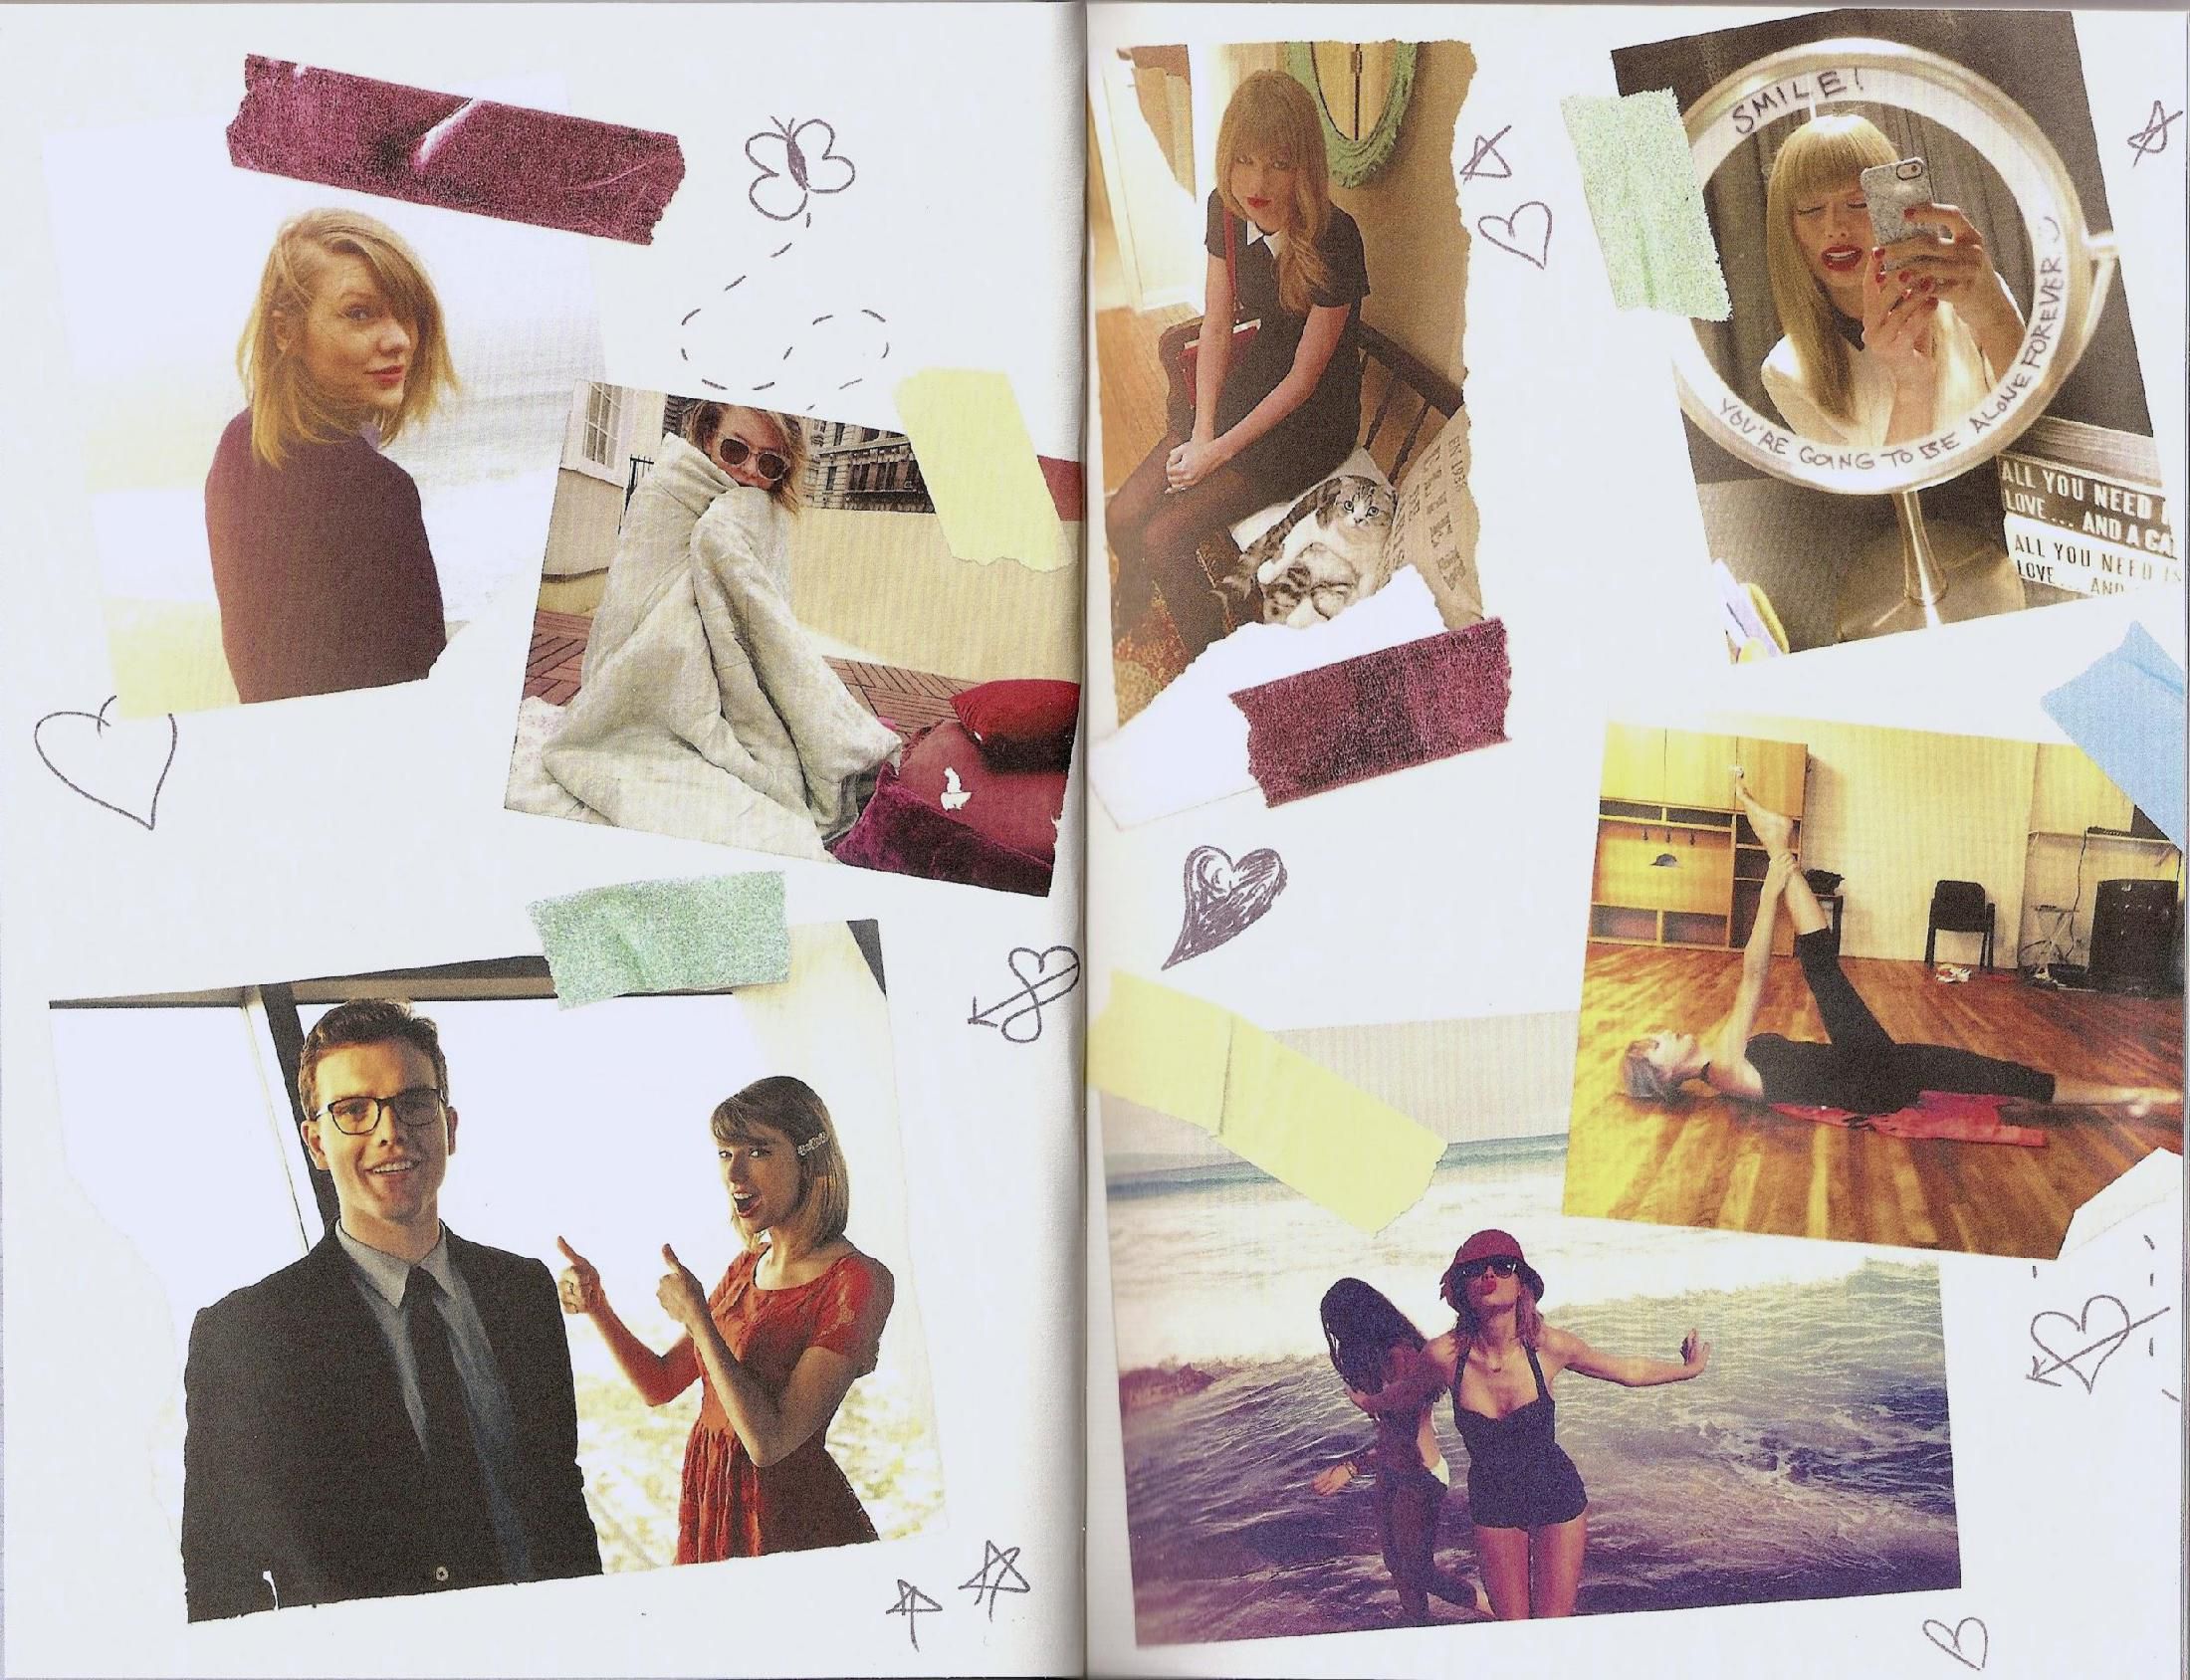 SMILE!
YOU'RE GOING TO BE ALONE FOREVER :)
ALL YOU NEED
LOVE... AND A CA
ALL YOU NEED IS
LOVE... AND